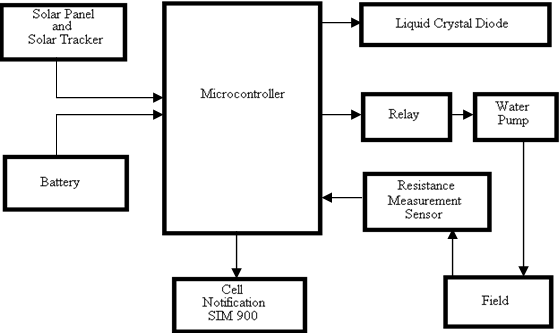 Solar Panel
and
Solar Tracker
Liquid Crystal Diode
Microcontroller
Relay
Water
Pump
Battery
Resistance
Measurement
Sensor
Cell
Notification
SIM 900
Field